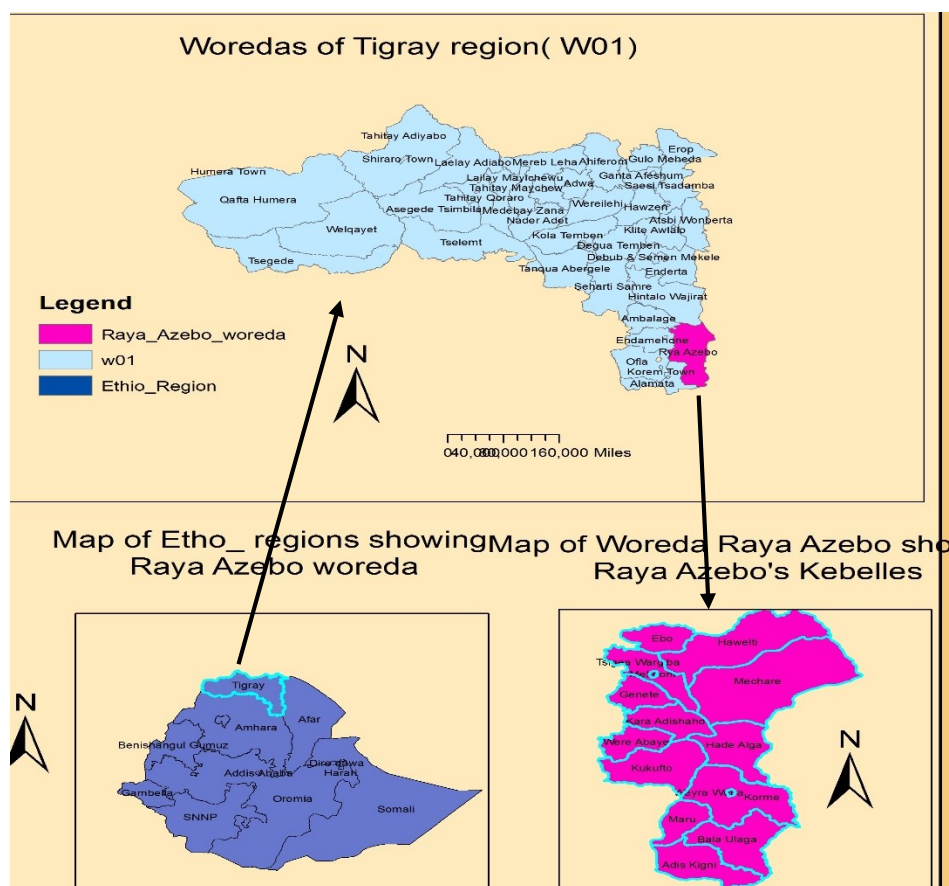 Woredas of Tigray region( W01)
Tahitay Adiyabo
Erop
Shiraro Town
Laelay Adiabo
Mereb Leha
Ahiferom
Gulo Meheda
Humera Town
Ganta Afeshum
Lailay Mayichewu
Adwa
Saesi Tsadamba
Tahitay Maychew
Qafta Humera
Tahitay Qoraro
Wereilehi
Asegede Tsimbila
Medebay Zana
Hawzen
Nader Adet
Atsbi Wonberta
Welqayet
Klite Awlalo
Kola Temben
Tselemt
Degua Temben
Debub & Semen Mekele
Tsegede
Tanqua Abergele
Enderta
Seharti Samre
Hintalo Wajirat
Legend
Raya_Azebo_woreda
w01
Ethio_Region
Ambalage
Endamehone
Rya Azebo
Ofla
Korem Town
Alamata
N
160,000 Miles
Map of Etho_ regions showing
Raya Azebo woreda
Map of Woreda Raya Azebo sho
Raya Azebo's Kebelles
N
Tigray
Amhara
Afar
Benishangul Gumuz
Addis Ababa
Dire dawa
Harari
Gambella
Oromia
Somali
SNNP
Ebo
Hawelti
Mechare
Genete
Kara Adishaho
Were Abaye
Hade Alga
Kukufto
Korme
Maru
Bala Ulaga
Adis Kigni
N